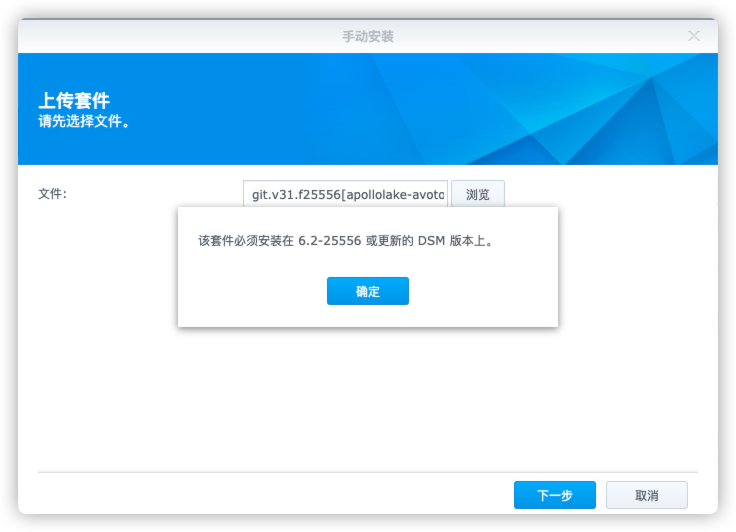 手动安装
上传套件
请先选择文件。
文件:
git.v31.f25556[apollolake-avoto
浏览
该套件必须安装在 6.2-25556 或更新的 DSM 版本上。
确定
下一步
取消